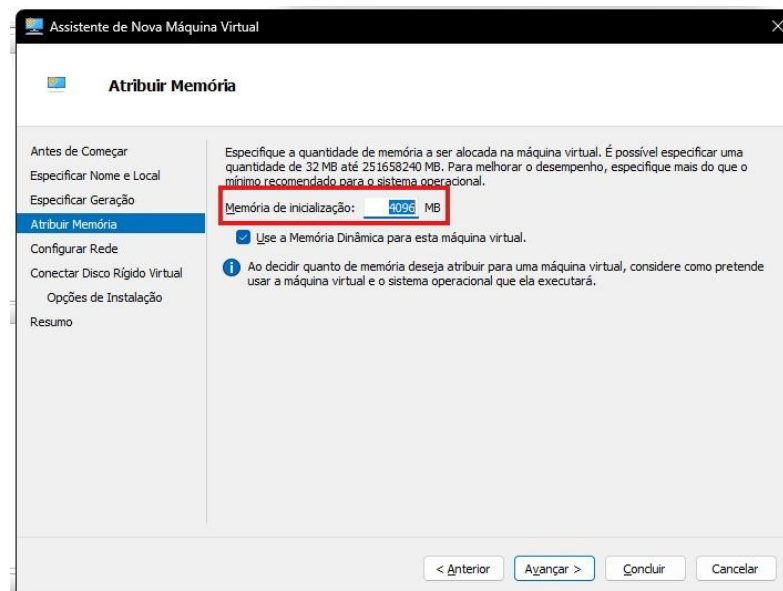 Assistente de Nova Máquina Virtual
Atribuir Memória
Antes de Começar
Especificar Nome e Local
Especificar Geração
Atribuir Memória
Configurar Rede
Conectar Disco Rígido Virtual
Opções de Instalação
Resumo
Especifique a quantidade de memória a ser alocada na máquina virtual. É possível especificar uma
quantidade de 32 MB até 251658240 MB. Para melhorar o desempenho, especifique mais do que o
mínimo recomendado para o sistema operacional.
Memória de inicialização: 4096 MB
Use a Memória Dinâmica para esta máquina virtual.
Ao decidir quanto de memória deseja atribuir para uma máquina virtual, considere como pretende
usar a máquina virtual e o sistema operacional que ela executará.
< Anterior
Avançar >
Concluir
Cancelar